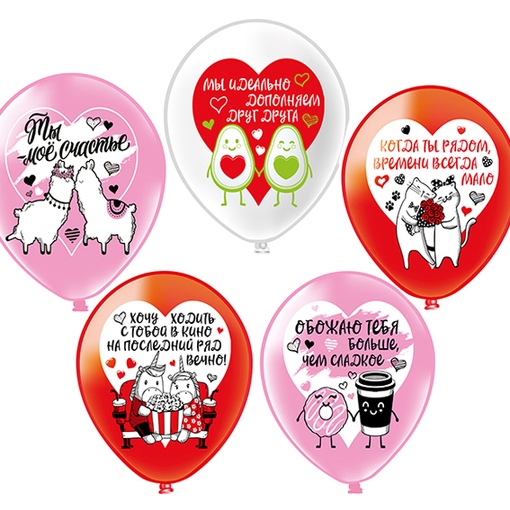 МЫ ИДЕАЛЬНО
ДОПОЛНЯЕМ
ДРУГ ДРУГА
Ты
моё счастье
КОГДА ТЫ РЯДОМ,
ВРЕМЕНИ ВСЕГДА
МАЛО
ХОЧУ ХОДИТЬ
С ТОБОЙ В КИНО
НА ПОСЛЕДНИЙ РЯД
ВЕЧНО!
ОБОЖАЮ ТЕБЯ
БОЛЬШЕ,
ЧЕМ СЛАДКОЕ